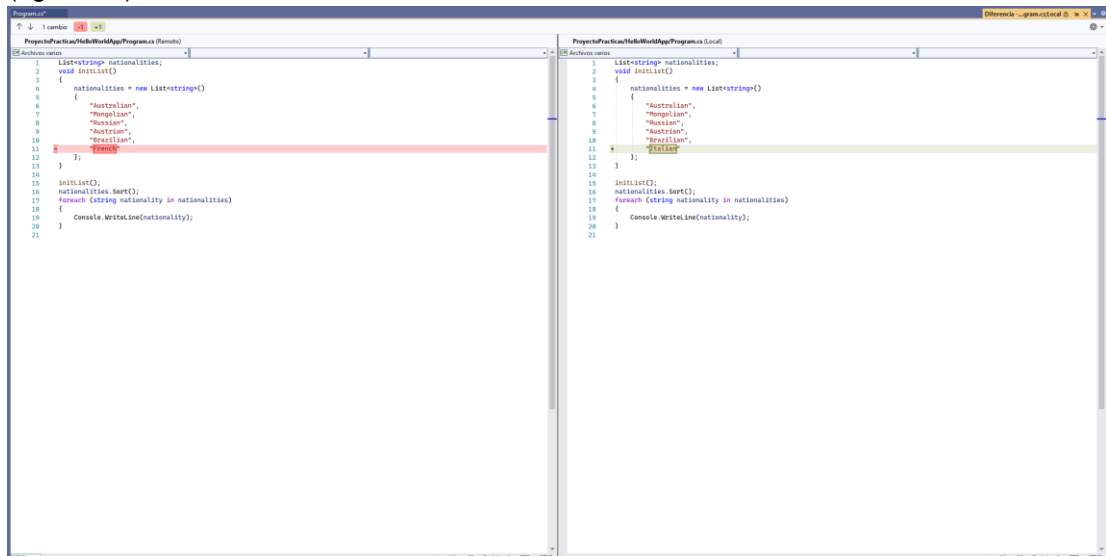 Program.cs*
Diferencia - ...gram.cs;Local
↑ ↓ 1 cambio -1 +1
ProyectoPracticas/HelloWorldApp/Program.cs (Remoto)
Archivos varios
1 List<string> nationalities;
2 void initList()
3 {
4 nationalities = new List<string>()
5 {
6 "Australian",
7 "Mongolian",
8 "Russian",
9 "Austrian",
10 "Brazilian",
11 - "French"
12 };
13 }
14
15 initList();
16 nationalities.Sort();
17 foreach (string nationality in nationalities)
18 {
19 Console.WriteLine(nationality);
20 }
21
ProyectoPracticas/HelloWorldApp/Program.cs (Local)
Archivos varios
1 List<string> nationalities;
2 void initList()
3 {
4 nationalities = new List<string>()
5 {
6 "Australian",
7 "Mongolian",
8 "Russian",
9 "Austrian",
10 "Brazilian",
11 + "Italian"
12 };
13 }
14
15 initList();
16 nationalities.Sort();
17 foreach (string nationality in nationalities)
18 {
19 Console.WriteLine(nationality);
20 }
21